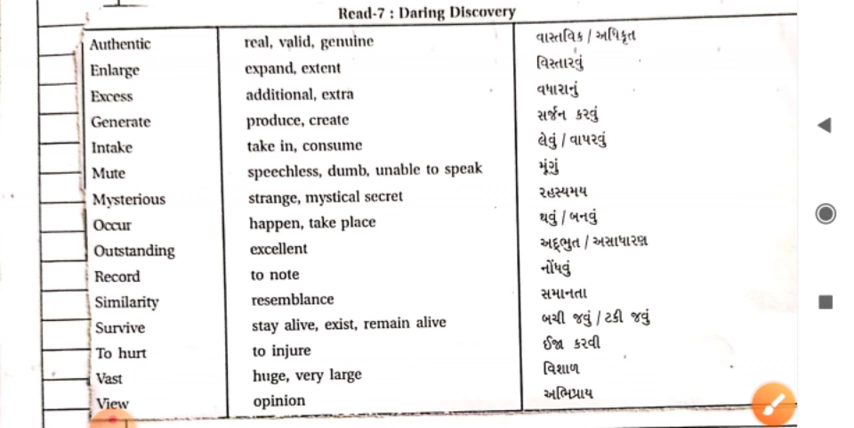 Read-7 : Daring Discovery
Authentic real, valid, genuine વાસ્તવિક / અધિકૃત
Enlarge expand, extent વિસ્તારવું
Excess additional, extra વધારાનું
Generate produce, create સર્જન કરવું
Intake take in, consume લેવું / વાપરવું
Mute speechless, dumb, unable to speak મૂંગું
Mysterious strange, mystical secret રહસ્યમય
Occur happen, take place થવું / બનવું
Outstanding excellent અદ્ભુત / અસાધારણ
Record to note નોંધવું
Similarity resemblance સમાનતા
Survive stay alive, exist, remain alive બચી જવું / ટકી જવું
To hurt to injure ઈજા કરવી
Vast huge, very large વિશાળ
View opinion અભિપ્રાય